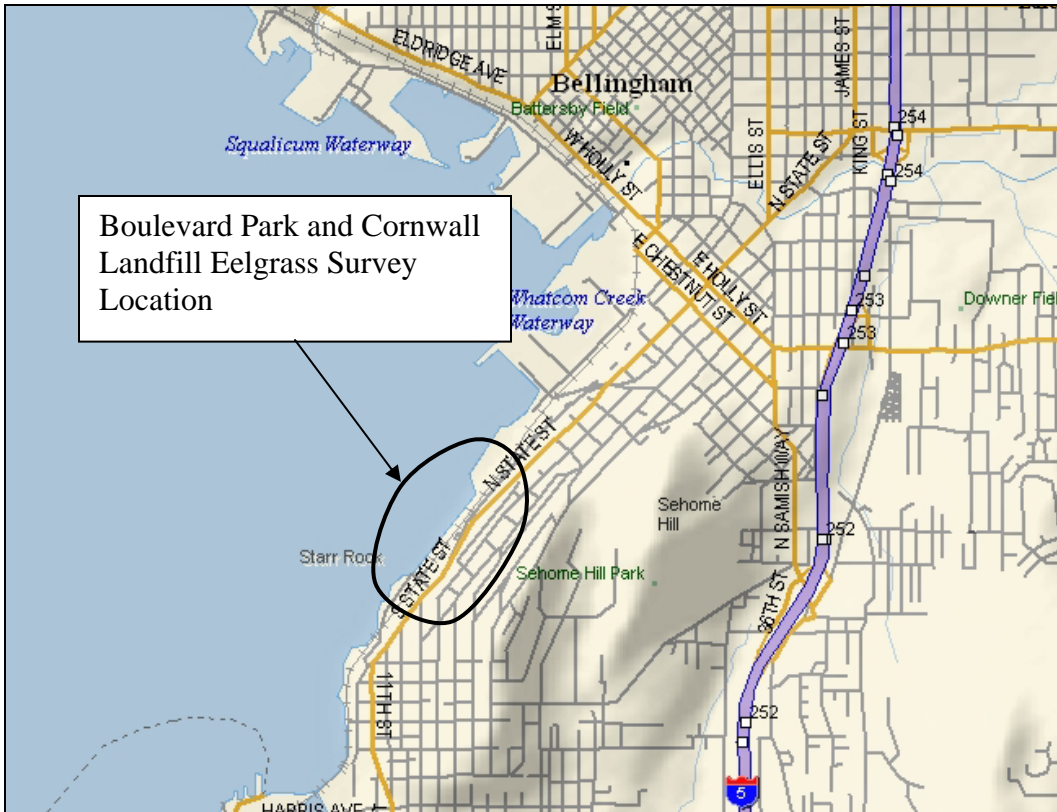 ELM S
ELDRIDGE AVE
JAMES ST
Bellingham
Battersby Field
254
Squalicum Waterway
W HOLLY ST
ELLIS ST
N STATE ST
KING ST
254
Boulevard Park and Cornwall
Landfill Eelgrass Survey
Location
E CHESTNUT ST
E HOLLY ST
253
Whatcom Creek
Waterway
Downer Fiel
253
N STATE ST
N SAMISH WAY
Sehome
Hill
252
Starr Rock
S STATE ST
Sehome Hill Park
36TH ST
11TH ST
252
5
HARRIS AVE